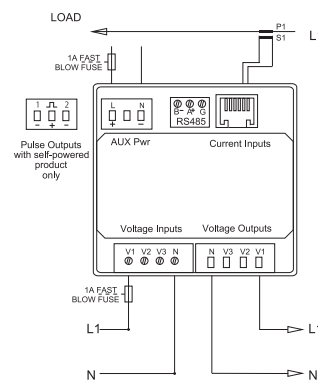 LOAD
P1
S1
L
1A FAST
BLOW FUSE
1 2
- + -
Pulse Outputs
with self-powered
product
only
L N
+ -
AUX Pwr
B- A+ G
RS485
Current Inputs
Voltage Inputs
Voltage Outputs
V1 V2 V3 N
N V3 V2 V1
1A FAST
BLOW FUSE
L1
L1
N
N